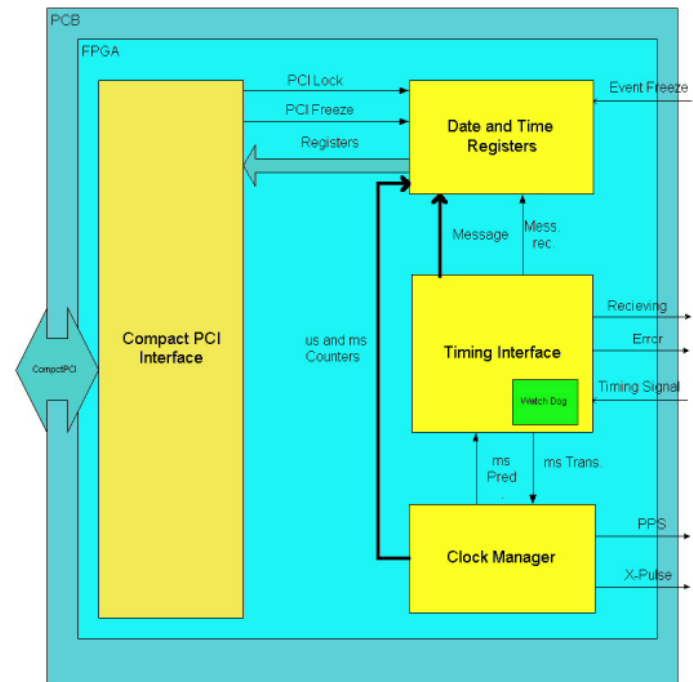 PCB
FPGA
PCI Lock
PCI Freeze
Registers
Date and Time
Registers
Event Freeze
Message
Mess.
rec.
Compact PCI
Interface
CompctPCI
us and ms
Counters
Timing Interface
Watch Dog
Recieving
Error
Timing Signal
ms
Pred
.
ms Trans.
Clock Manager
PPS
X-Pulse